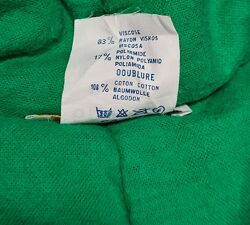 VISCOSE
83% RAYON VISKOS
VISCOSA
POLYAMIDE
17% NYLON POLYAMID
POLIAMIDA
DOUBLURE
100% COTON COTTON
BAUMWOLLE
ALGODON